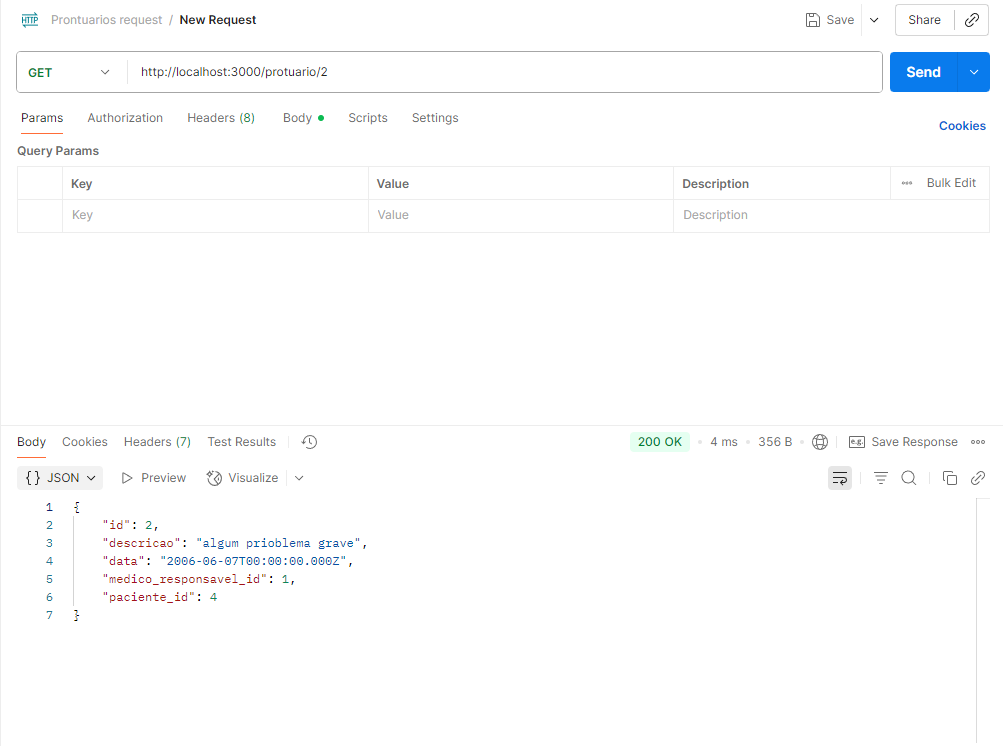 HTTP Prontuarios request / New Request Save Share
GET http://localhost:3000/protuario/2 Send
Params Authorization Headers (8) Body Scripts Settings Cookies
Query Params
Key Value Description Bulk Edit
Key Value Description
Body Cookies Headers (7) Test Results 200 OK 4 ms 356 B e.g. Save Response
{} JSON Preview Visualize
1 {
2 "id": 2,
3 "descricao": "algum prioblema grave",
4 "data": "2006-06-07T00:00:00.000Z",
5 "medico_responsavel_id": 1,
6 "paciente_id": 4
7 }